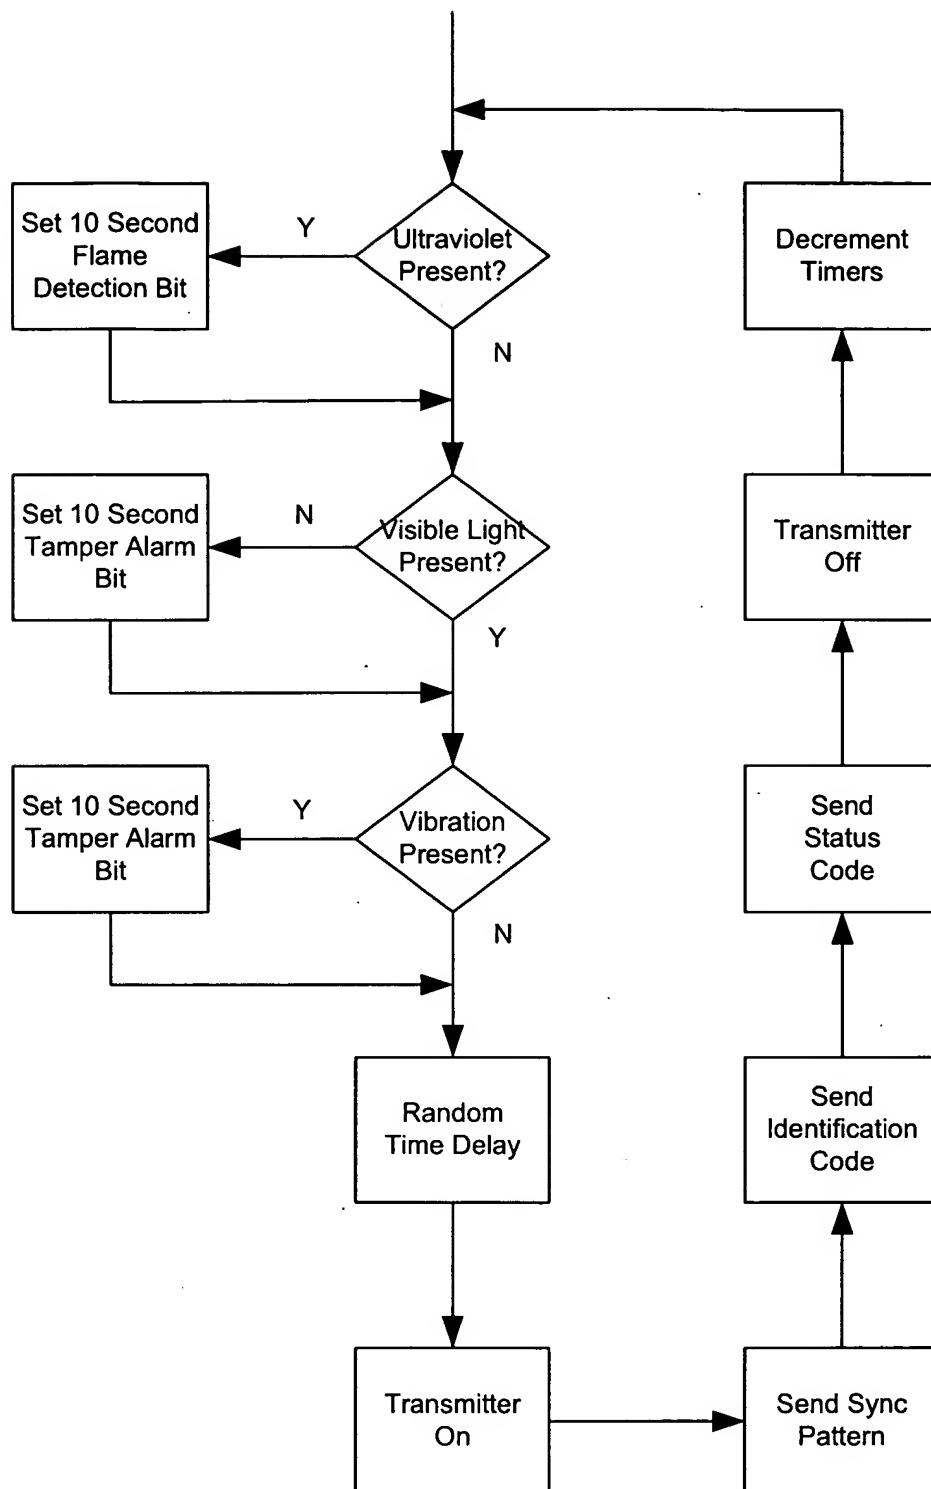 Set 10 Second
Flame
Detection Bit
Y
Ultraviolet
Present?
N
Decrement
Timers
Set 10 Second
Tamper Alarm
Bit
N
Visible Light
Present?
Y
Transmitter
Off
Set 10 Second
Tamper Alarm
Bit
Y
Vibration
Present?
N
Send
Status
Code
Random
Time Delay
Send
Identification
Code
Transmitter
On
Send Sync
Pattern